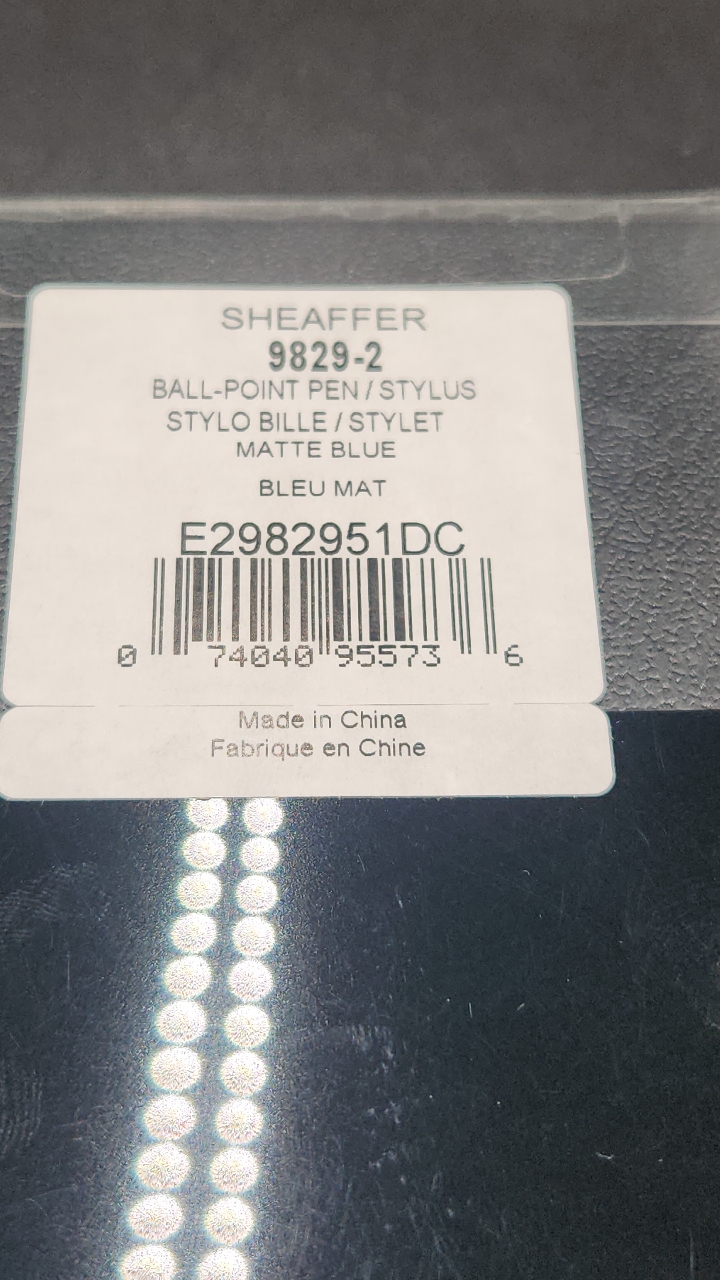 SHEAFFER
9829-2
BALL-POINT PEN / STYLUS
STYLO BILLE / STYLET
MATTE BLUE
BLEU MAT
E2982951DC
0 74040 95573 6
Made in China
Fabrique en Chine